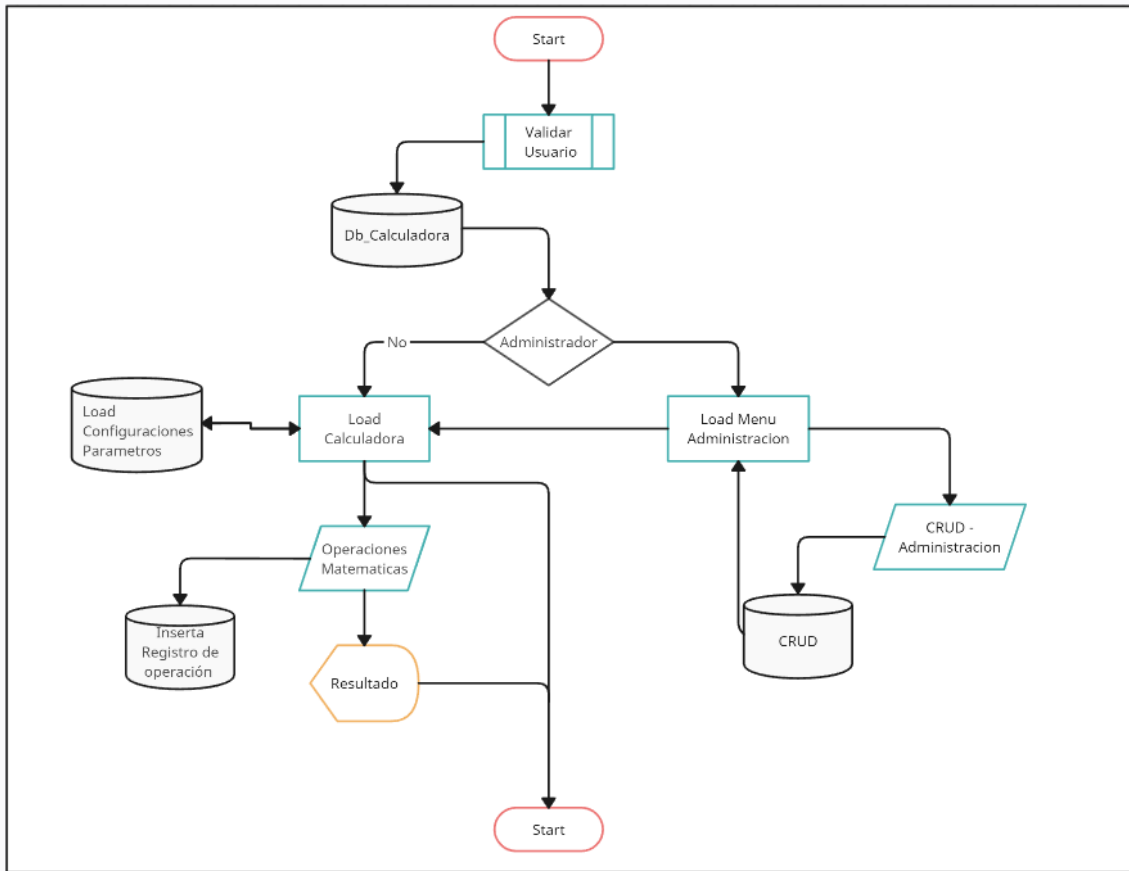 Start
Validar
Usuario
Db_Calculadora
No
Administrador
Load
Configuraciones
Parametros
Load
Calculadora
Load Menu
Administracion
Operaciones
Matematicas
CRUD -
Administracion
Inserta
Registro de
operación
Resultado
CRUD
Start